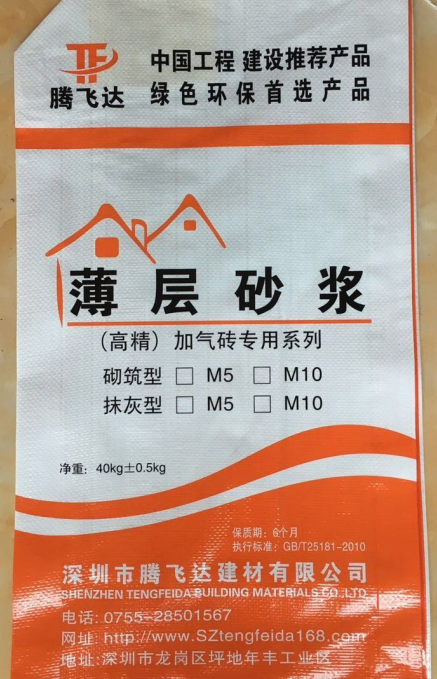 TF
腾飞达
中国工程 建设推荐产品
绿色环保首选产品
薄层砂浆
（高精）加气砖专用系列
砌筑型 □ M5 □ M10
抹灰型 □ M5 □ M10
净重：40kg±0.5kg
保质期：6个月
执行标准：GB/T25181-2010
深圳市腾飞达建材有限公司
SHENZHEN TENGFEIDA BUILDING MATERIALS CO.,LTD.
电话：0755-28501567
网址：http://www.SZtengfeida168.com
地址：深圳市龙岗区坪地年丰工业区